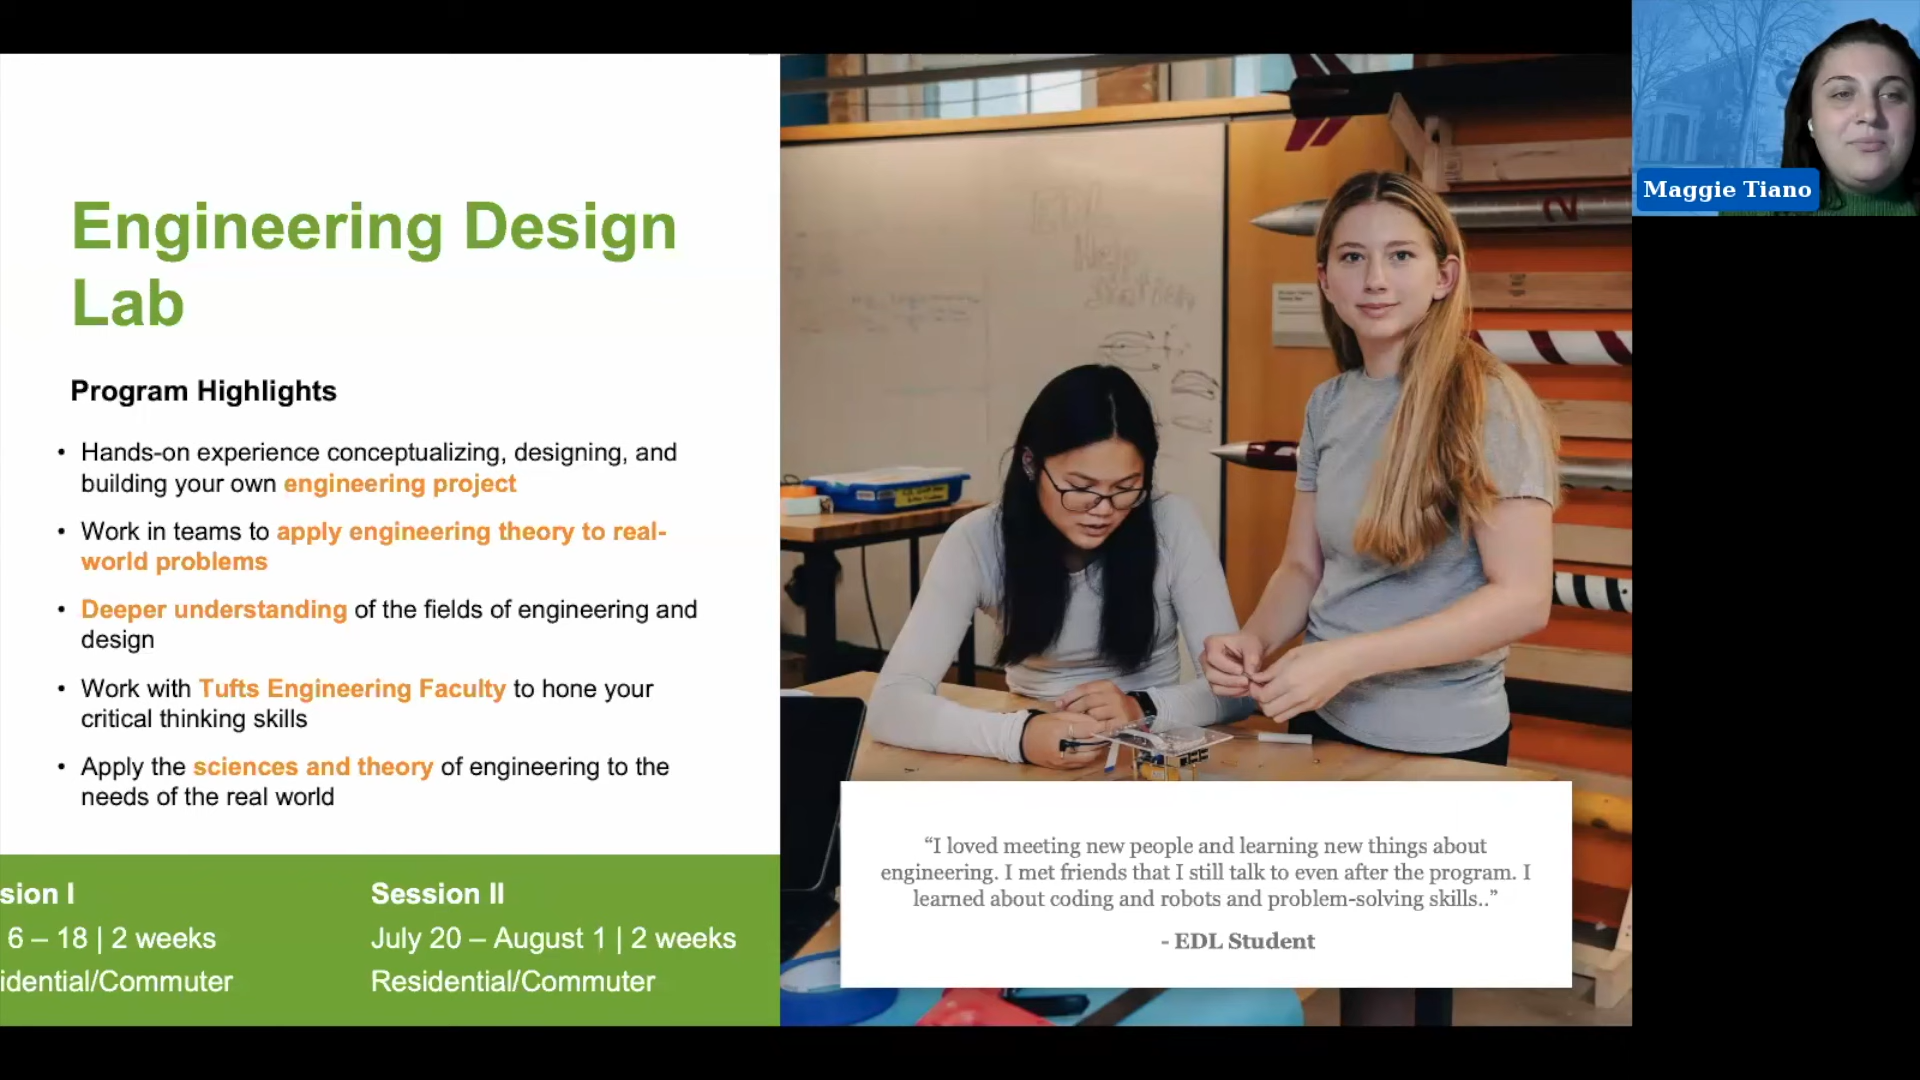 Maggie Tiano
Engineering Design
Lab
Program Highlights
• Hands-on experience conceptualizing, designing, and
building your own engineering project
• Work in teams to apply engineering theory to real-
world problems
• Deeper understanding of the fields of engineering and
design
• Work with Tufts Engineering Faculty to hone your
critical thinking skills
• Apply the sciences and theory of engineering to the
needs of the real world
sion I
6 – 18 | 2 weeks
idential/Commuter
Session II
July 20 – August 1 | 2 weeks
Residential/Commuter
“I loved meeting new people and learning new things about
engineering. I met friends that I still talk to even after the program. I
learned about coding and robots and problem-solving skills..”
- EDL Student